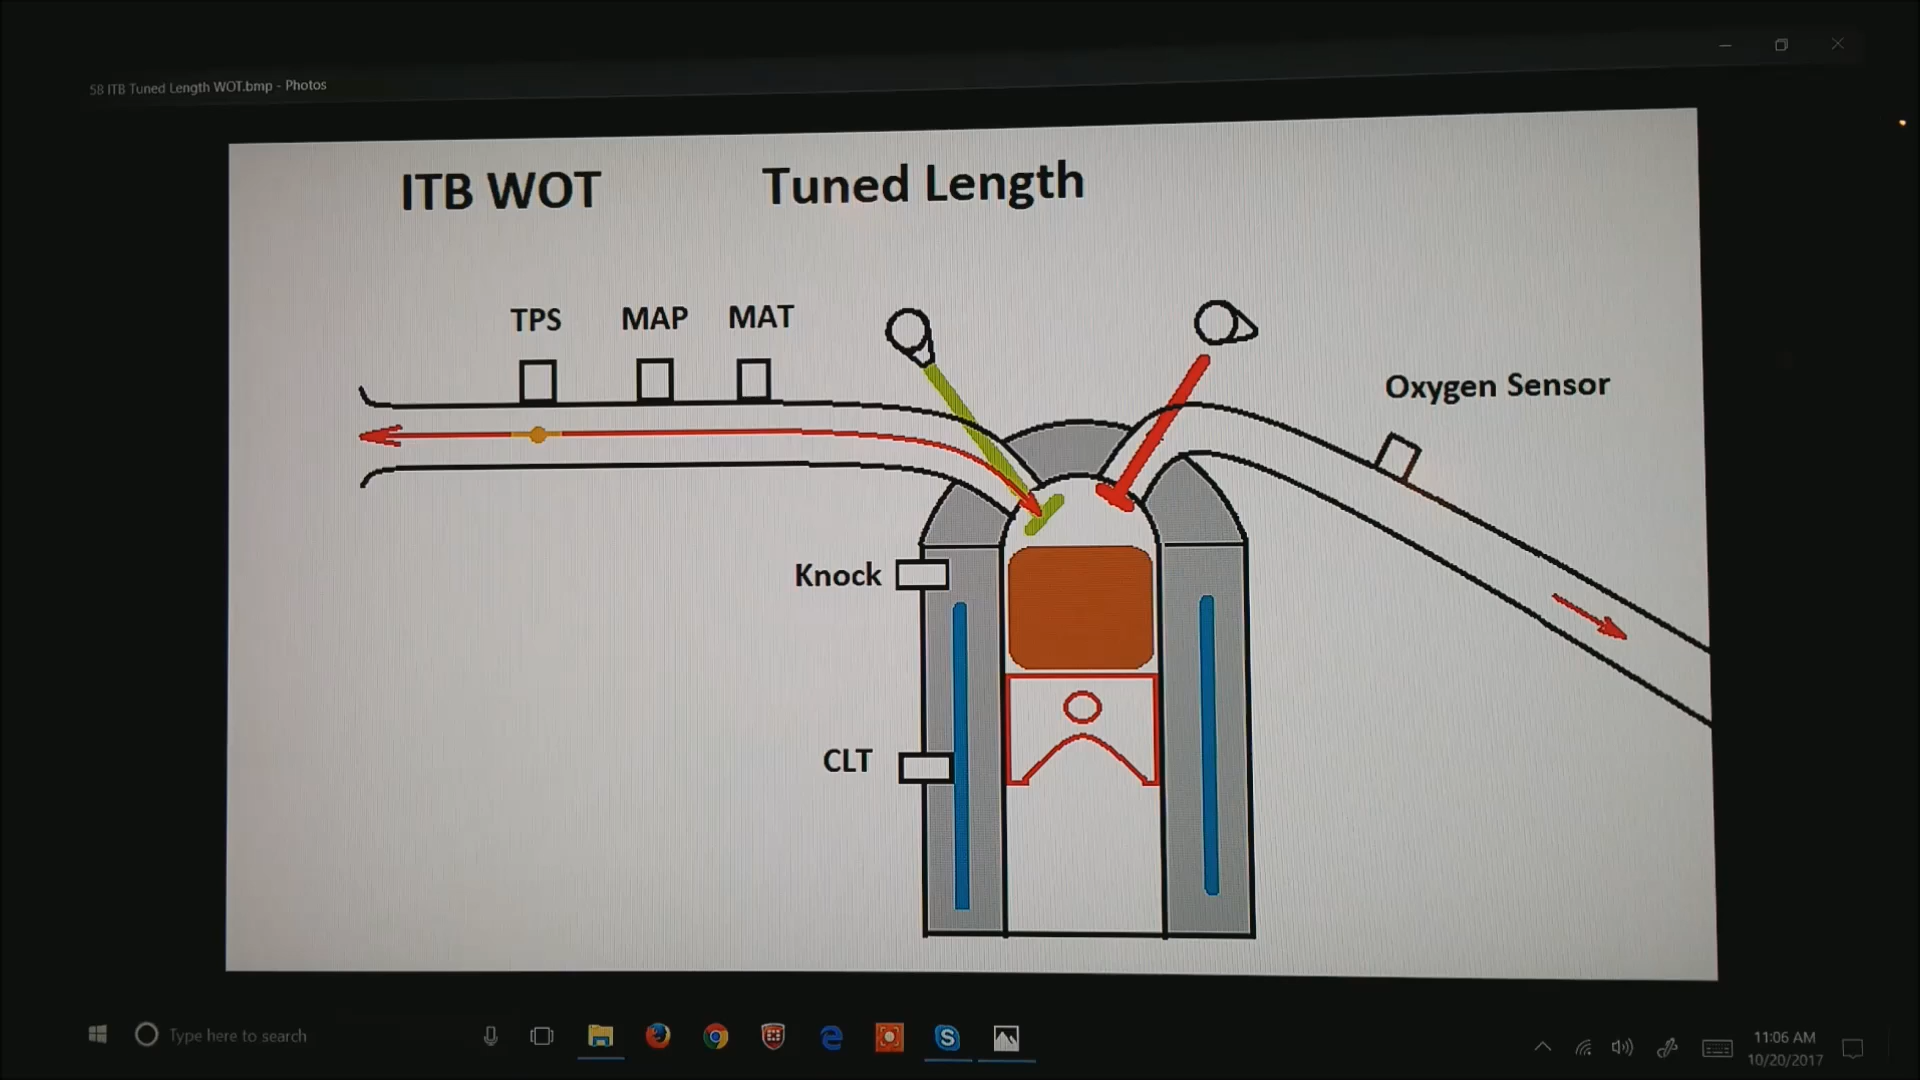 58 ITB Tuned Length WOT.bmp - Photos
ITB WOT Tuned Length
TPS MAP MAT
Oxygen Sensor
Knock
CLT
Type here to search
11:06 AM
10/20/2017